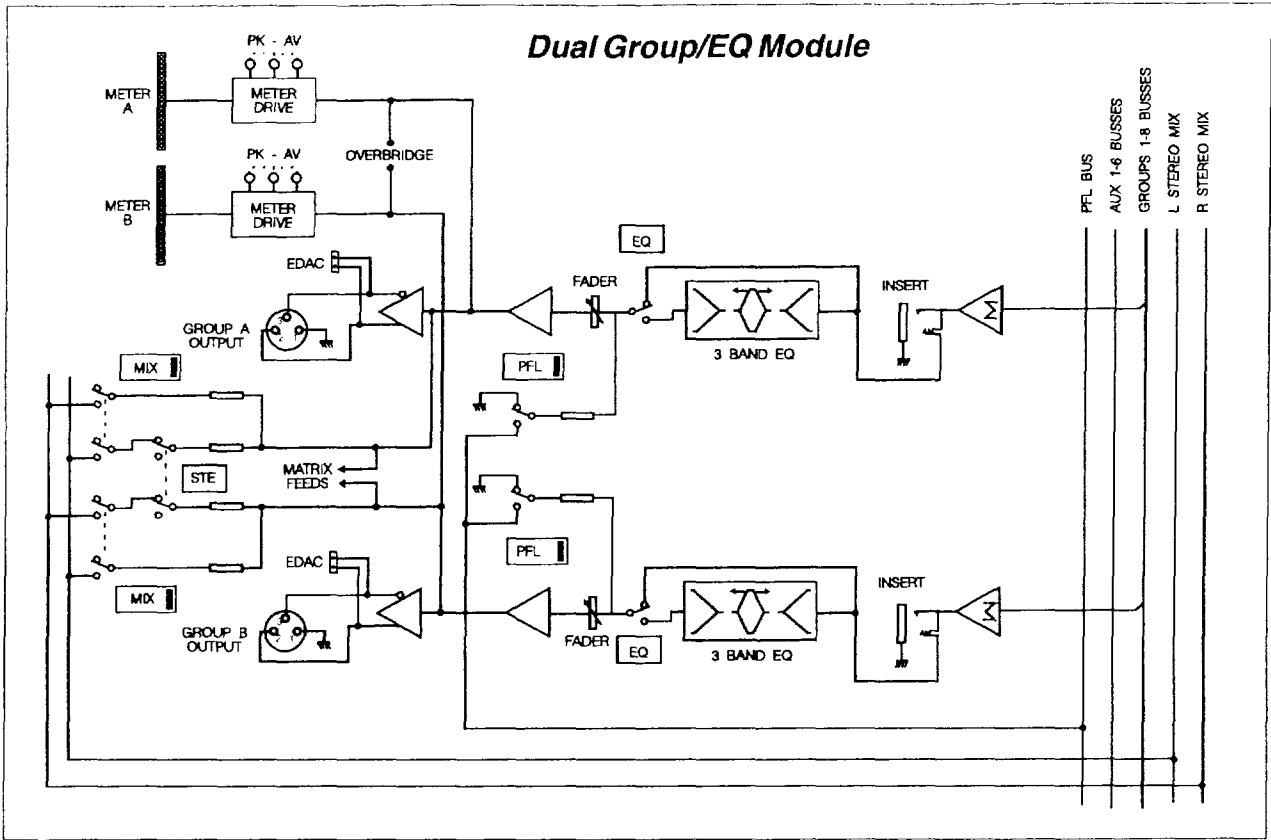 Dual Group/EQ Module
PK - AV
METER
A
METER
DRIVE
OVERBRIDGE
PK - AV
METER
B
METER
DRIVE
PFL BUS
AUX 1-6 BUSSES
GROUPS 1-8 BUSSES
L STEREO MIX
R STEREO MIX
EDAC
GROUP A
OUTPUT
FADER
EQ
3 BAND EQ
INSERT
Σ
MIX
PFL
STE
MATRIX
FEEDS
PFL
MIX
EDAC
GROUP B
OUTPUT
FADER
EQ
3 BAND EQ
INSERT
Σ